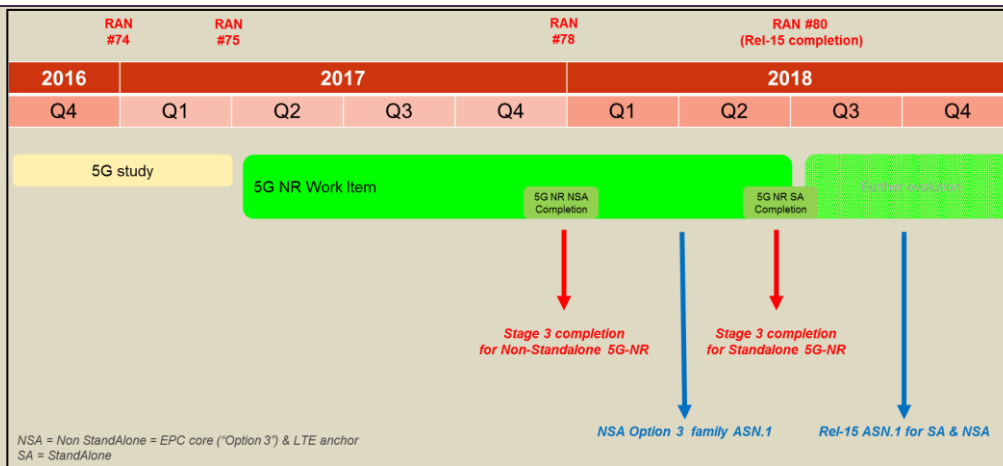 RAN
#74
RAN
#75
RAN
#78
RAN #80
(Rel-15 completion)
2016
2017
2018
Q4
Q1
Q2
Q3
Q4
Q1
Q2
Q3
Q4
5G study
5G NR Work Item
5G NR NSA
Completion
5G NR SA
Completion
Further evolution
Stage 3 completion
for Non-Standalone 5G-NR
Stage 3 completion
for Standalone 5G-NR
NSA Option 3 family ASN.1
Rel-15 ASN.1 for SA & NSA
NSA = Non StandAlone = EPC core ("Option 3") & LTE anchor
SA = StandAlone